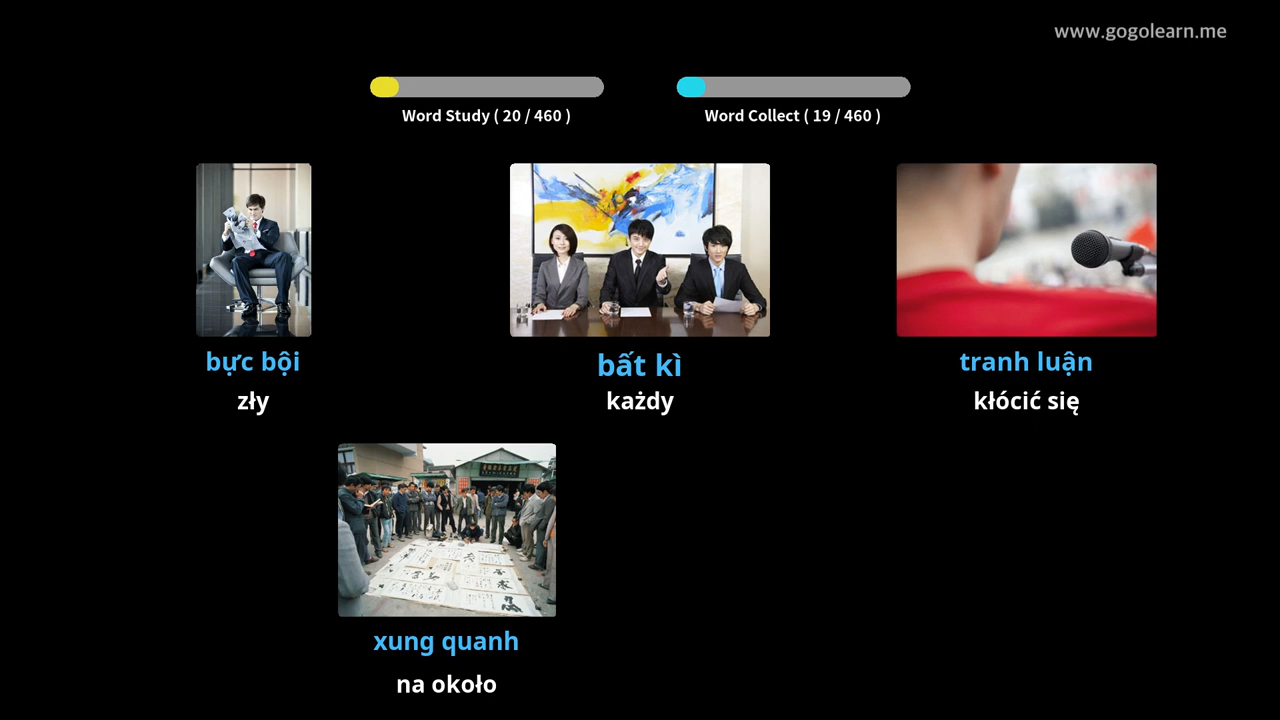 www.gogolearn.me
Word Study ( 20 / 460 )
Word Collect ( 19 / 460 )
bực bội
bất kì
tranh luận
zły
każdy
kłócić się
xung quanh
na około